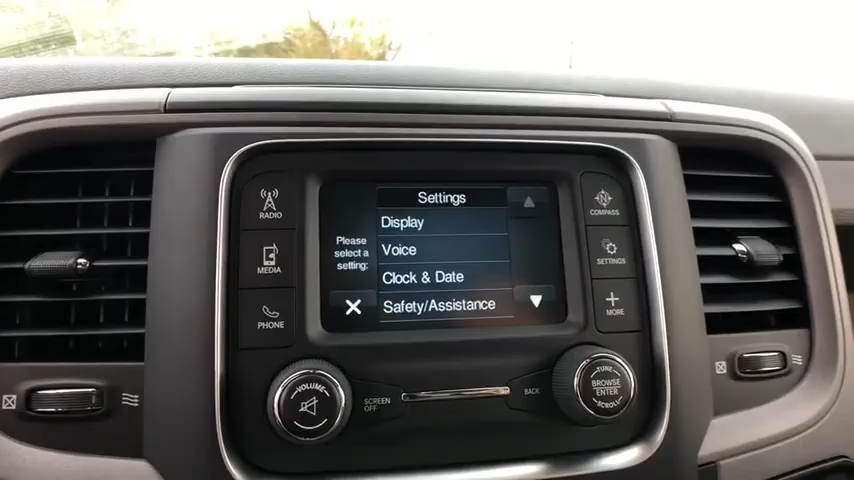 RADIO
MEDIA
PHONE
Settings
Please
select a
setting:
Display
Voice
Clock & Date
Safety/Assistance
N
COMPASS
SETTINGS
MORE
VOLUME
SCREEN
OFF
BACK
TUNE
BROWSE
ENTER
SCROLL